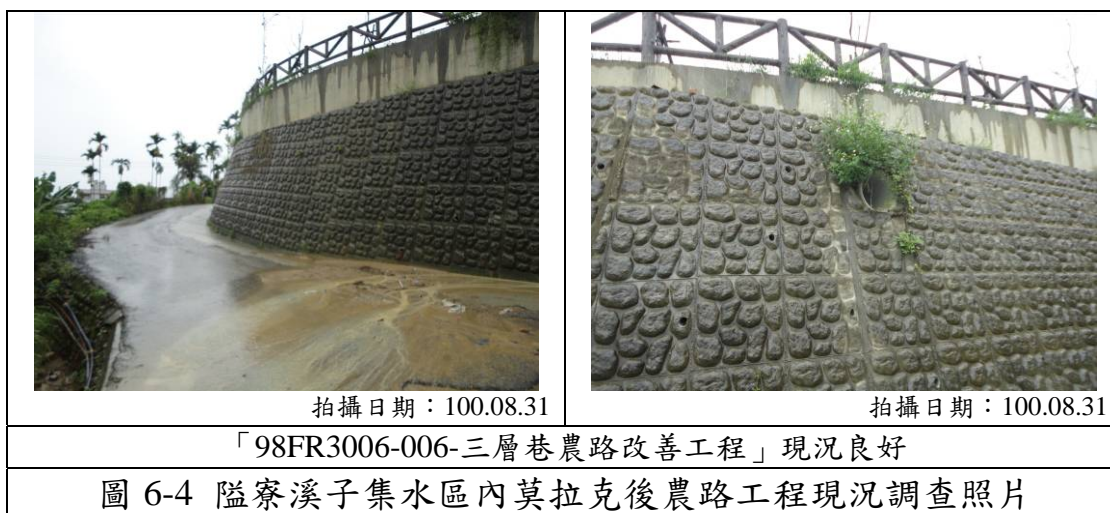 拍攝日期：100.08.31
拍攝日期：100.08.31
「98FR3006-006-三層巷農路改善工程」現況良好
圖 6-4 隘寮溪子集水區內莫拉克後農路工程現況調查照片